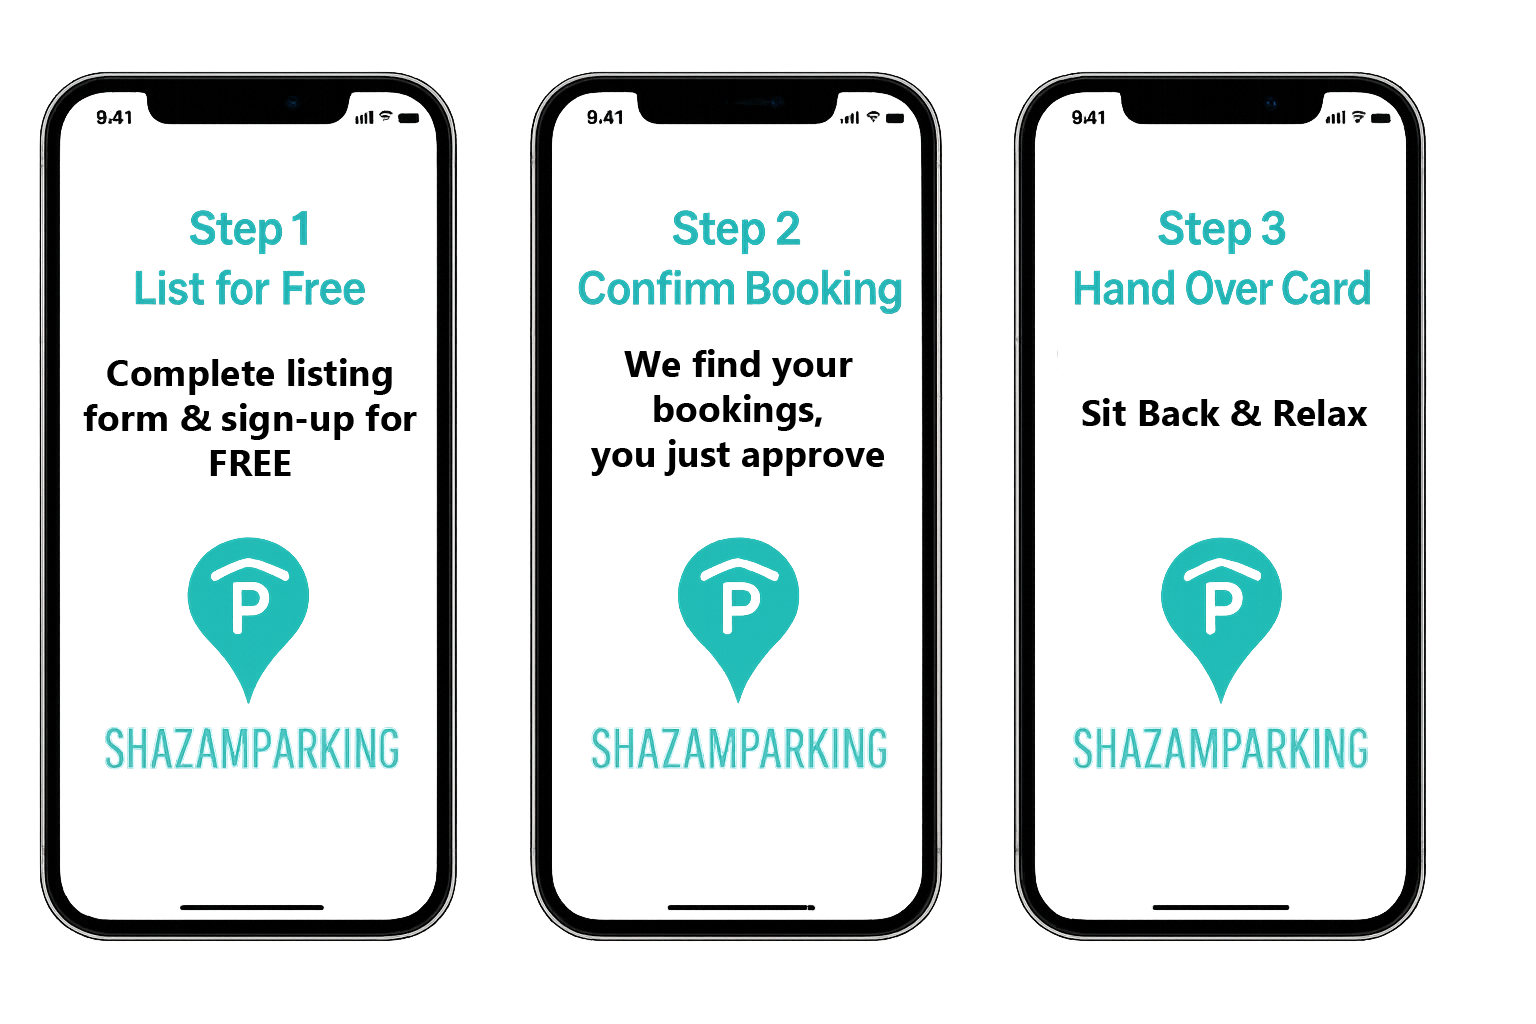 9.41
Step 1
List for Free
Complete listing
form & sign-up for
FREE
P
SHAZAMPARKING
9.41
Step 2
Confirm Booking
We find your
bookings,
you just approve
P
SHAZAMPARKING
9.41
Step 3
Hand Over Card
Sit Back & Relax
P
SHAZAMPARKING